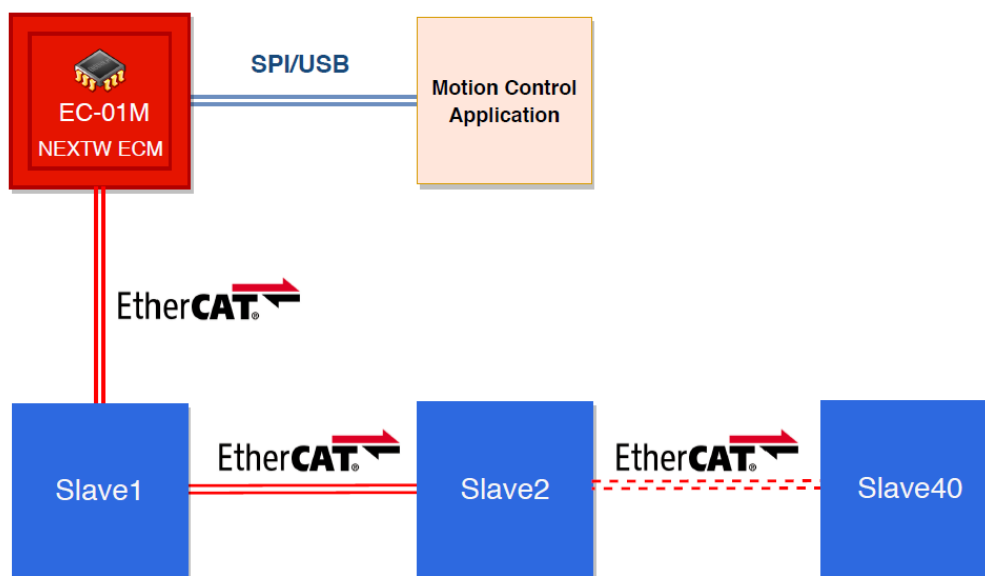 SPI/USB
EC-01M
NEXTW ECM
Motion Control
Application
EtherCAT®
Slave1
EtherCAT®
Slave2
EtherCAT®
Slave40